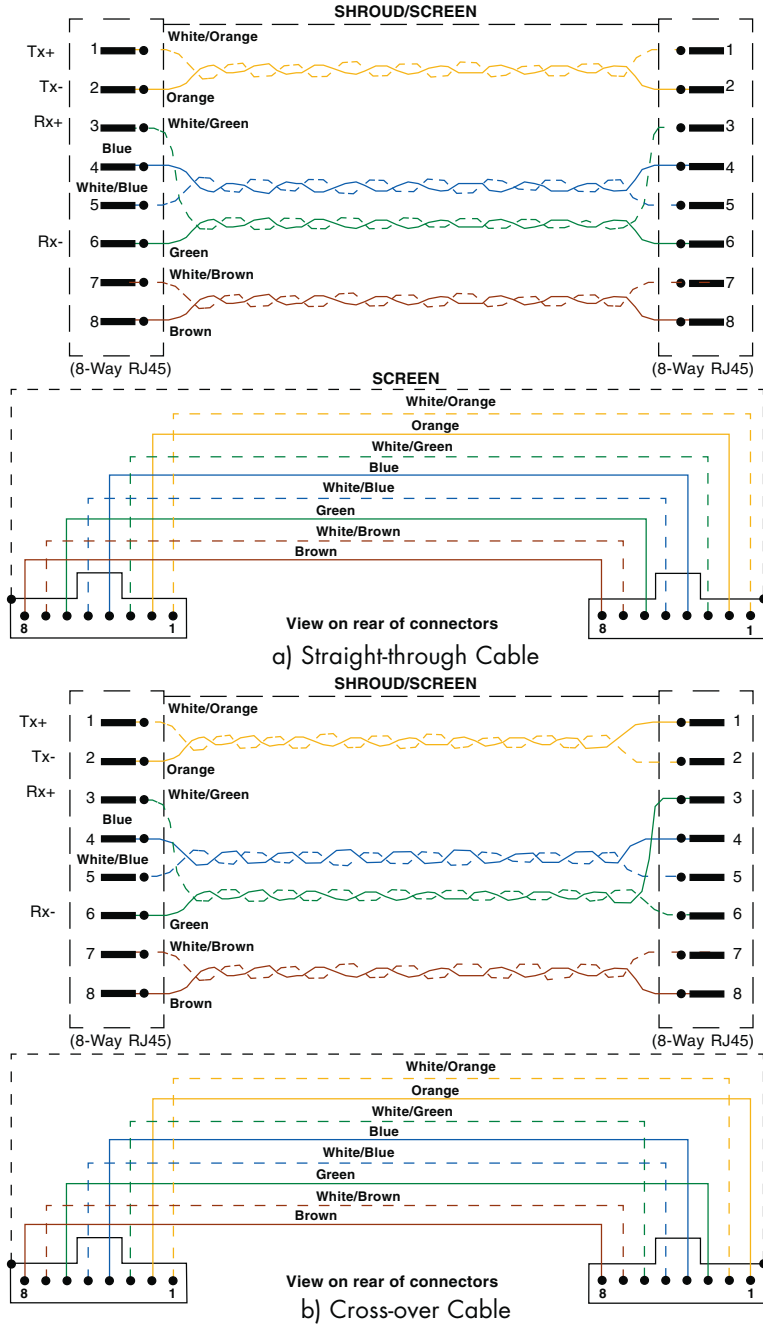 SHROUD/SCREEN
White/Orange
Tx+ 1 1
Tx- 2 2
Orange
Rx+ 3 White/Green 3
Blue
4 4
White/Blue
5 5
Rx- 6 6
Green
White/Brown
7 7
8 8
Brown
(8-Way RJ45) (8-Way RJ45)
SCREEN
White/Orange
Orange
White/Green
Blue
White/Blue
Green
White/Brown
Brown
8 1 8 1
View on rear of connectors
a) Straight-through Cable
SHROUD/SCREEN
White/Orange
Tx+ 1 1
Tx- 2 2
Orange
Rx+ 3 White/Green 3
Blue
4 4
White/Blue
5 5
Rx- 6 6
Green
White/Brown
7 7
8 8
Brown
(8-Way RJ45) (8-Way RJ45)
White/Orange
Orange
White/Green
Blue
White/Blue
Green
White/Brown
Brown
8 1 8 1
View on rear of connectors
b) Cross-over Cable